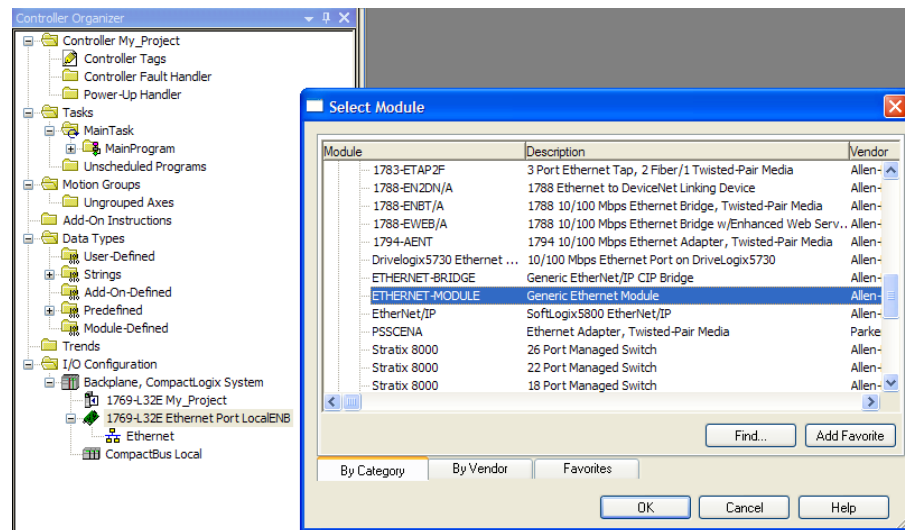 Controller Organizer
Controller My_Project
Controller Tags
Controller Fault Handler
Power-Up Handler
Tasks
MainTask
MainProgram
Unscheduled Programs
Motion Groups
Ungrouped Axes
Add-On Instructions
Data Types
User-Defined
Strings
Add-On-Defined
Predefined
Module-Defined
Trends
I/O Configuration
Backplane, CompactLogix System
1769-L32E My_Project
1769-L32E Ethernet Port LocalENB
Ethernet
CompactBus Local
Select Module
Module Description Vendor
1783-ETAP2F 3 Port Ethernet Tap, 2 Fiber/1 Twisted-Pair Media Allen-
1788-EN2DN/A 1788 Ethernet to DeviceNet Linking Device Allen-
1788-ENBT/A 1788 10/100 Mbps Ethernet Bridge, Twisted-Pair Media Allen-
1788-EWEB/A 1788 10/100 Mbps Ethernet Bridge w/Enhanced Web Serv... Allen-
1794-AENT 1794 10/100 Mbps Ethernet Adapter, Twisted-Pair Media Allen-
Drivelogix5730 Ethernet ... 10/100 Mbps Ethernet Port on DriveLogix5730 Allen-
ETHERNET-BRIDGE Generic EtherNet/IP CIP Bridge Allen-
ETHERNET-MODULE Generic Ethernet Module Allen-
EtherNet/IP SoftLogix5800 EtherNet/IP Allen-
PSSCENA Ethernet Adapter, Twisted-Pair Media Parke
Stratix 8000 26 Port Managed Switch Allen-
Stratix 8000 22 Port Managed Switch Allen-
Stratix 8000 18 Port Managed Switch Allen-
Find... Add Favorite
By Category By Vendor Favorites
OK Cancel Help